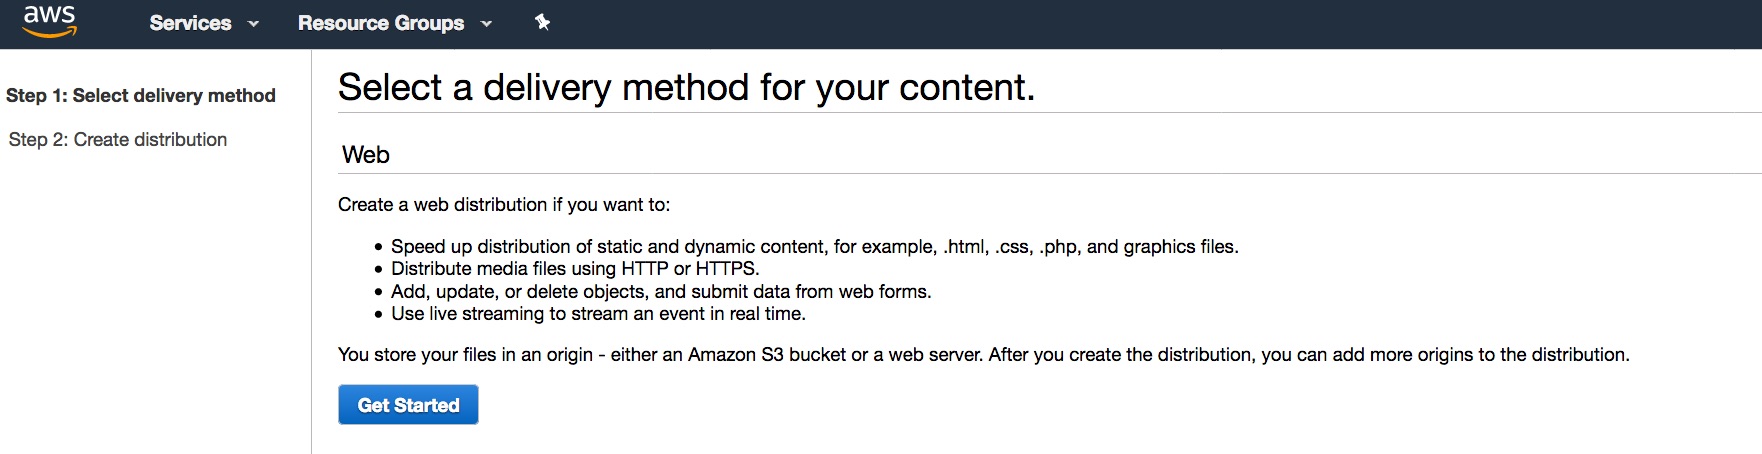 aws
Services
Resource Groups
Step 1: Select delivery method
Step 2: Create distribution
Select a delivery method for your content.
Web
Create a web distribution if you want to:
• Speed up distribution of static and dynamic content, for example, .html, .css, .php, and graphics files.
• Distribute media files using HTTP or HTTPS.
• Add, update, or delete objects, and submit data from web forms.
• Use live streaming to stream an event in real time.
You store your files in an origin - either an Amazon S3 bucket or a web server. After you create the distribution, you can add more origins to the distribution.
Get Started